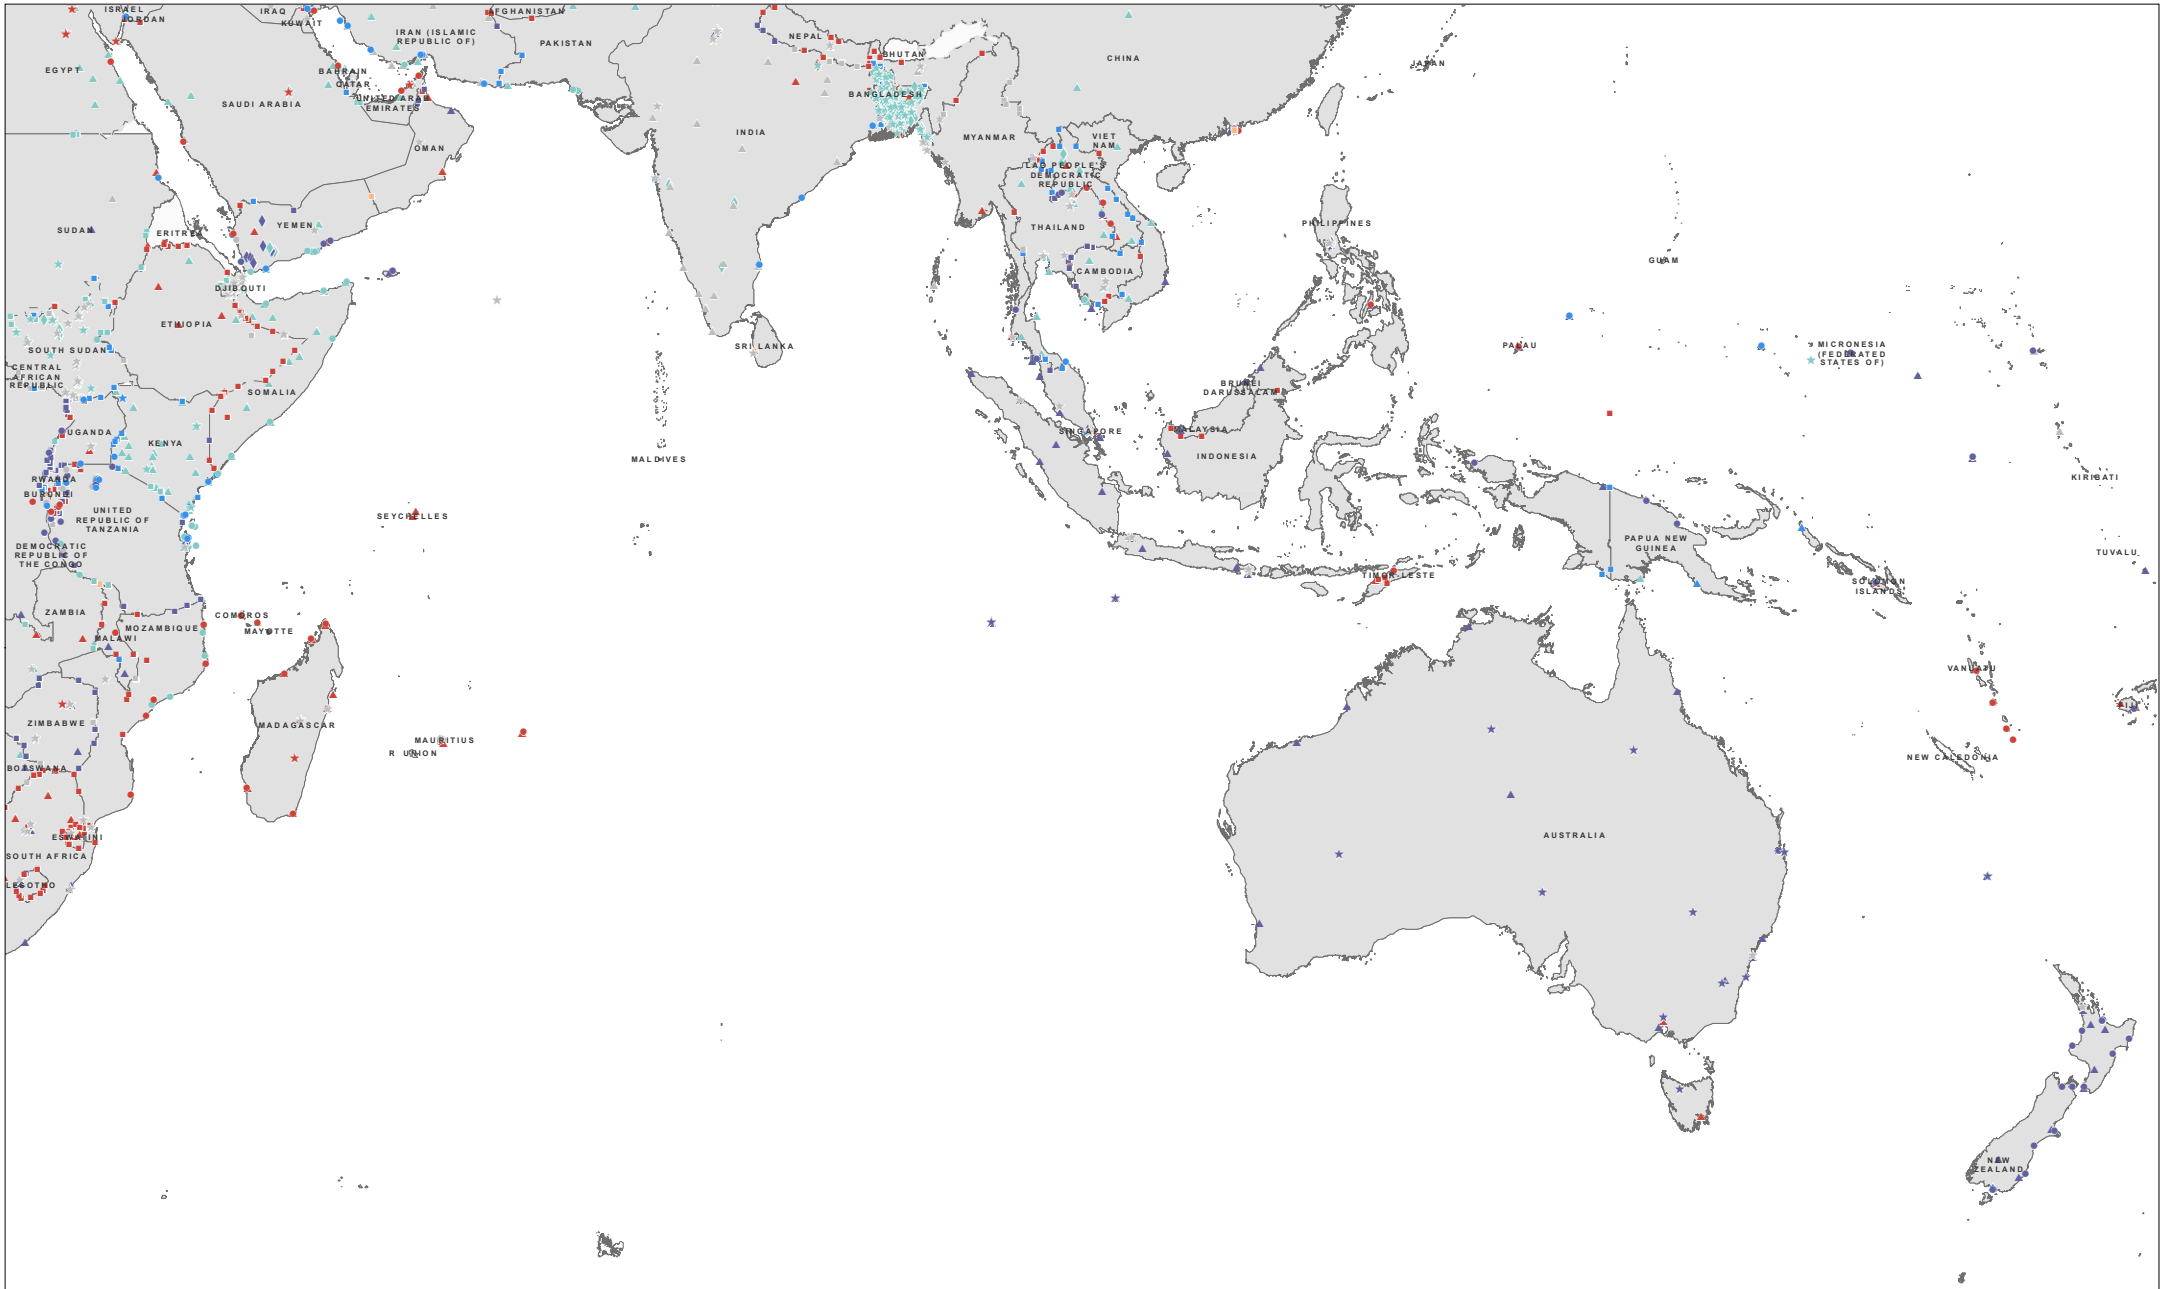 ISRAEL
JORDAN
IRAQ
KUWAIT
IRAN (ISLAMIC
REPUBLIC OF)
AFGHANISTAN
PAKISTAN
NEPAL
BHUTAN
CHINA
JAPAN
EGYPT
BAHRAIN
QATAR
SAUDI ARABIA
UNITED ARAB
EMIRATES
BANGLADESH
INDIA
MYANMAR
VIET
NAM
OMAN
LAO PEOPLE'S
DEMOCRATIC
REPUBLIC
SUDAN
ERITREA
YEMEN
THAILAND
PHILIPPINES
GUAM
DJIBOUTI
CAMBODIA
ETHIOPIA
SOUTH SUDAN
SRI LANKA
PALAU
MICRONESIA
(FEDERATED
STATES OF)
CENTRAL
AFRICAN
REPUBLIC
SOMALIA
BRUNEI
DARUSSALAM
UGANDA
KENYA
SINGAPORE
MALAYSIA
MALDIVES
INDONESIA
RWANDA
BURUNDI
KIRIBATI
UNITED
REPUBLIC OF
TANZANIA
SEYCHELLES
DEMOCRATIC
REPUBLIC OF
THE CONGO
PAPUA NEW
GUINEA
TUVALU
TIMOR-LESTE
SOLOMON
ISLANDS
ZAMBIA
COMOROS
MAYOTTE
MALAWI
MOZAMBIQUE
VANUATU
FIJI
ZIMBABWE
MADAGASCAR
MAURITIUS
R UNION
NEW CALEDONIA
BOTSWANA
AUSTRALIA
ESWATINI
SOUTH AFRICA
LESOTHO
NEW
ZEALAND